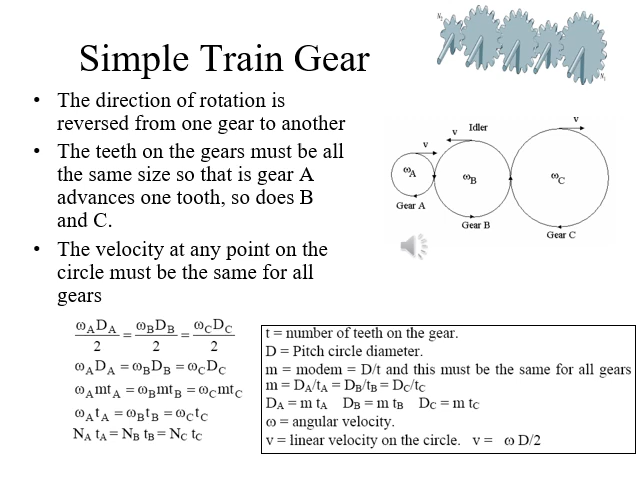 Simple Train Gear
N₂
N₁
• The direction of rotation is
reversed from one gear to another
• The teeth on the gears must be all
the same size so that is gear A
advances one tooth, so does B
and C.
• The velocity at any point on the
circle must be the same for all
gears
v
v
Idler
v
ωA
ωB
ωC
Gear A
Gear B
Gear C
ωADA/2 = ωBDB/2 = ωCDC/2
ωADA = ωBDB = ωCDC
ωAmtA = ωBmtB = ωCmtC
ωAtA = ωBtB = ωCtC
NA tA = NB tB = NC tC
t = number of teeth on the gear.
D = Pitch circle diameter.
m = modem = D/t and this must be the same for all gears
m = DA/tA = DB/tB = DC/tC
DA = m tA DB = m tB DC = m tC
ω = angular velocity.
v = linear velocity on the circle. v = ω D/2